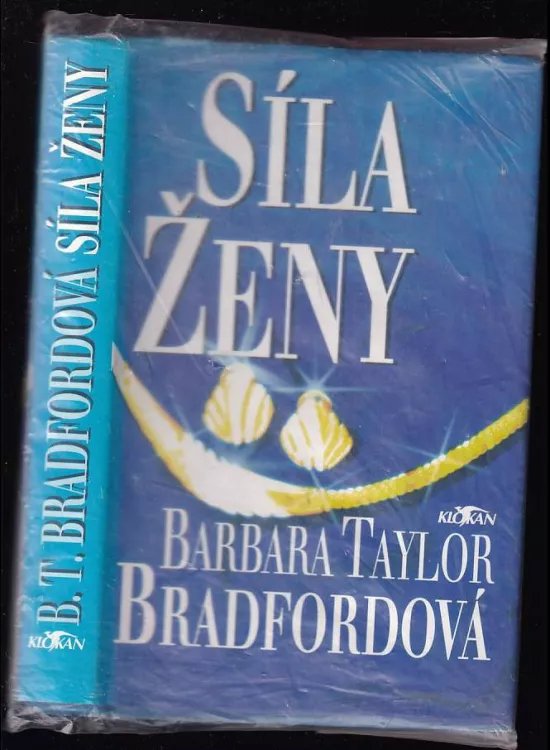 B. T. BRADFORDOVÁ SÍLA ŽENY
KLOKAN
SÍLA
ŽENY
KLOKAN
BARBARA TAYLOR
BRADFORDOVÁ